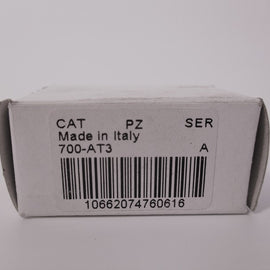 CAT PZ SER
Made in Italy
700-AT3 A
10662074760616